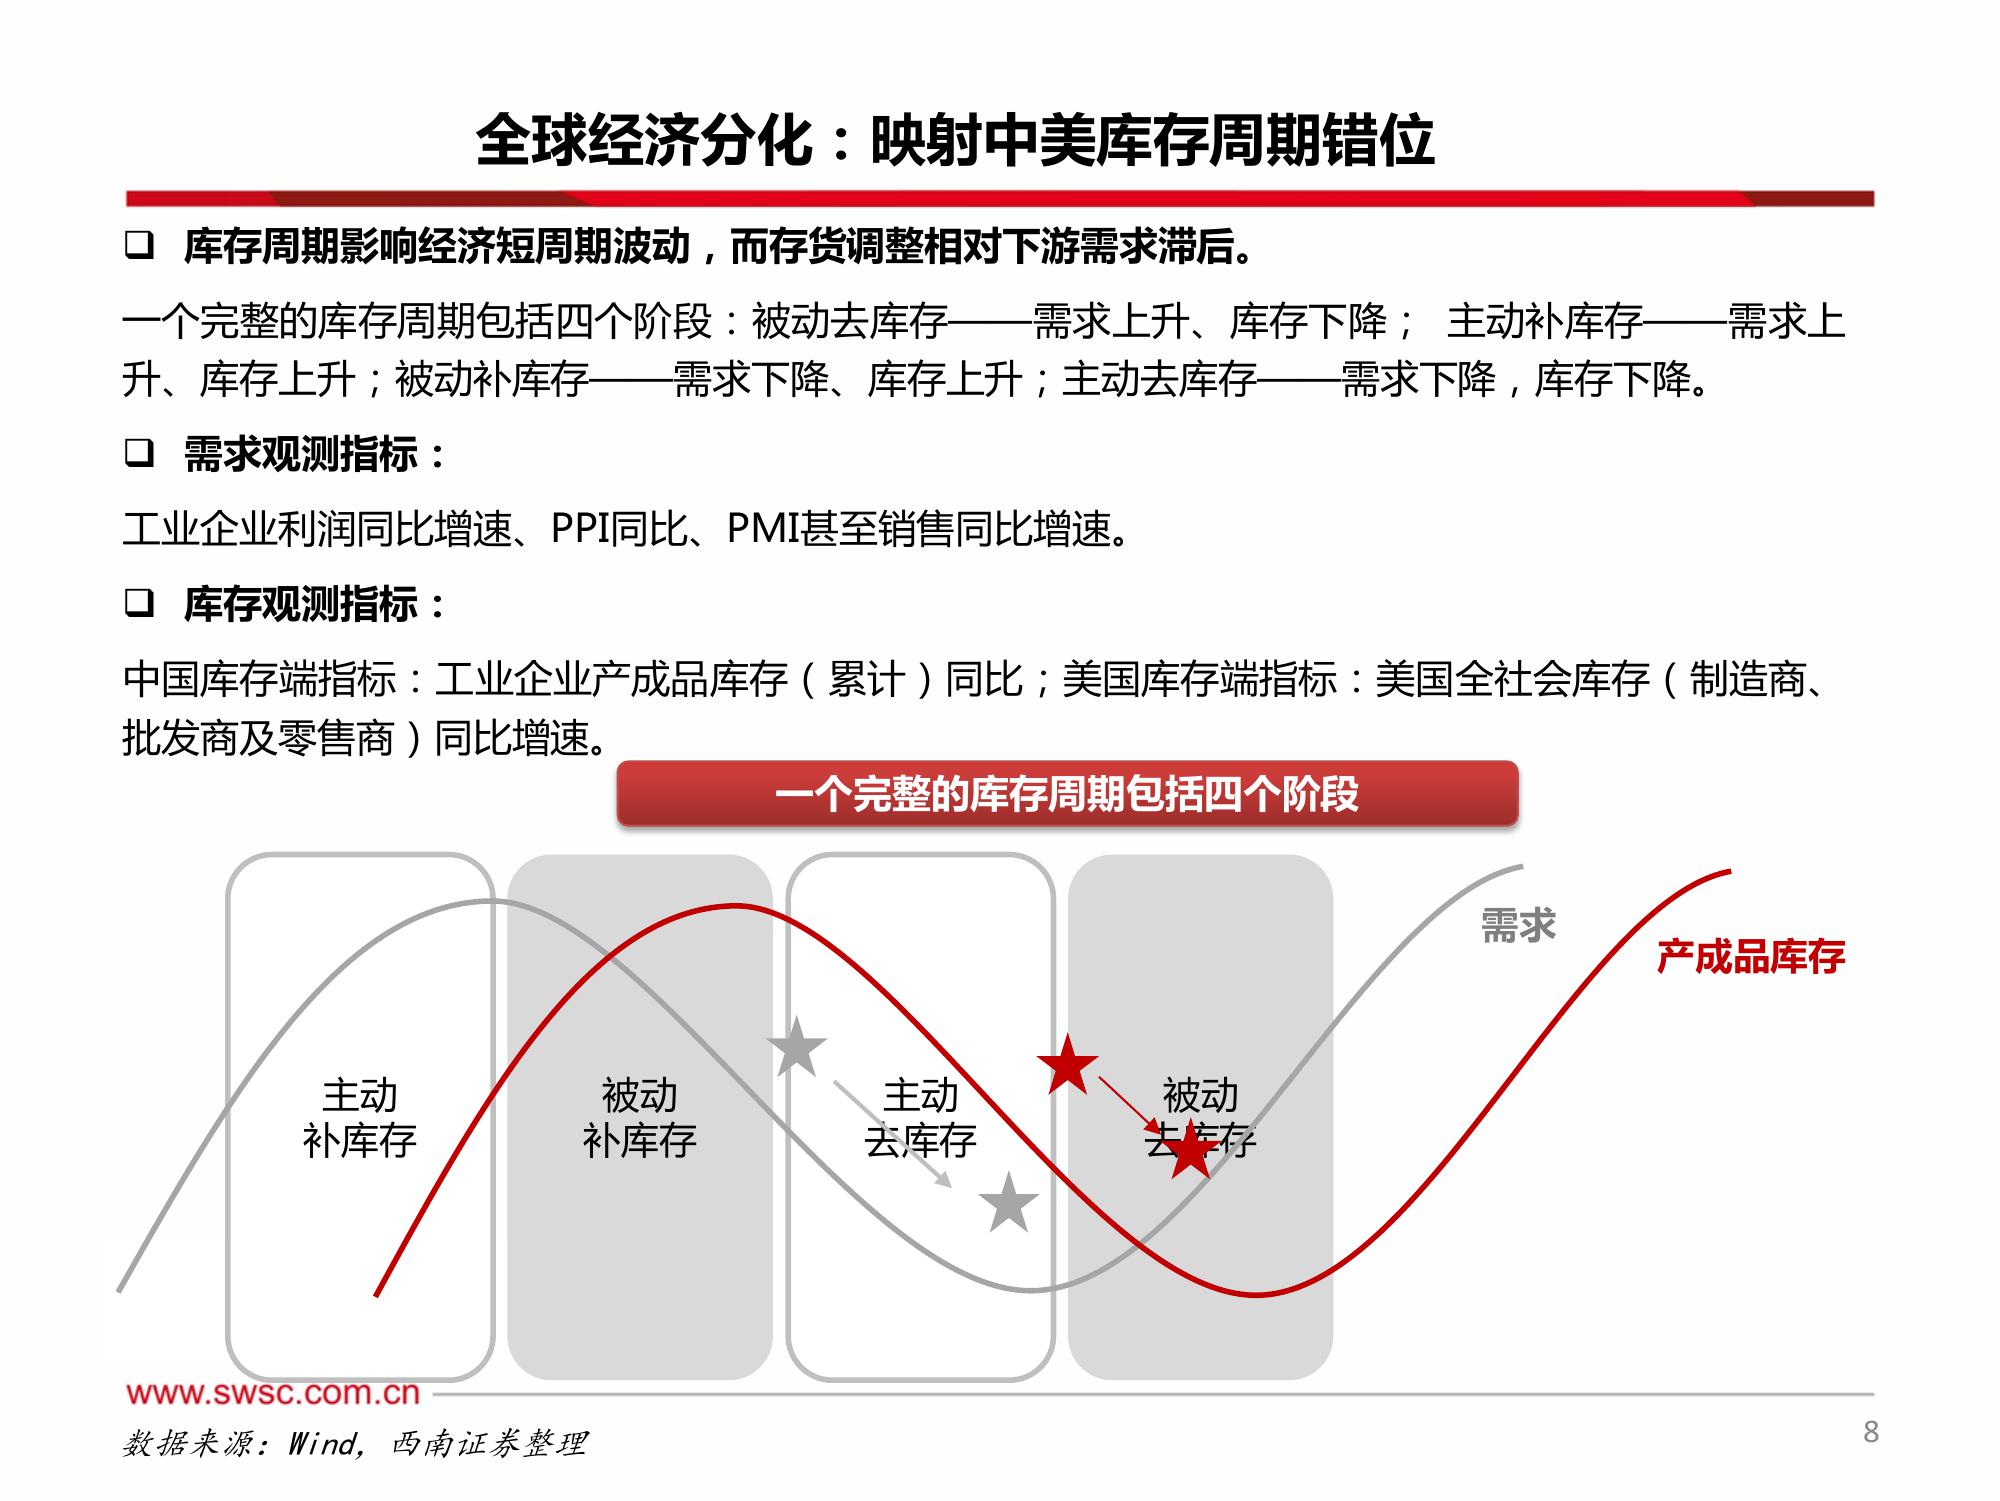 全球经济分化：映射中美库存周期错位
❑ 库存周期影响经济短周期波动，而存货调整相对下游需求滞后。
一个完整的库存周期包括四个阶段：被动去库存——需求上升、库存下降； 主动补库存——需求上
升、库存上升；被动补库存——需求下降、库存上升；主动去库存——需求下降，库存下降。
❑ 需求观测指标：
工业企业利润同比增速、PPI同比、PMI甚至销售同比增速。
❑ 库存观测指标：
中国库存端指标：工业企业产成品库存（累计）同比；美国库存端指标：美国全社会库存（制造商、
批发商及零售商）同比增速。
一个完整的库存周期包括四个阶段
需求
产成品库存
主动
补库存
被动
补库存
主动
去库存
被动
去库存
www.swsc.com.cn
数据来源：Wind，西南证券整理
8